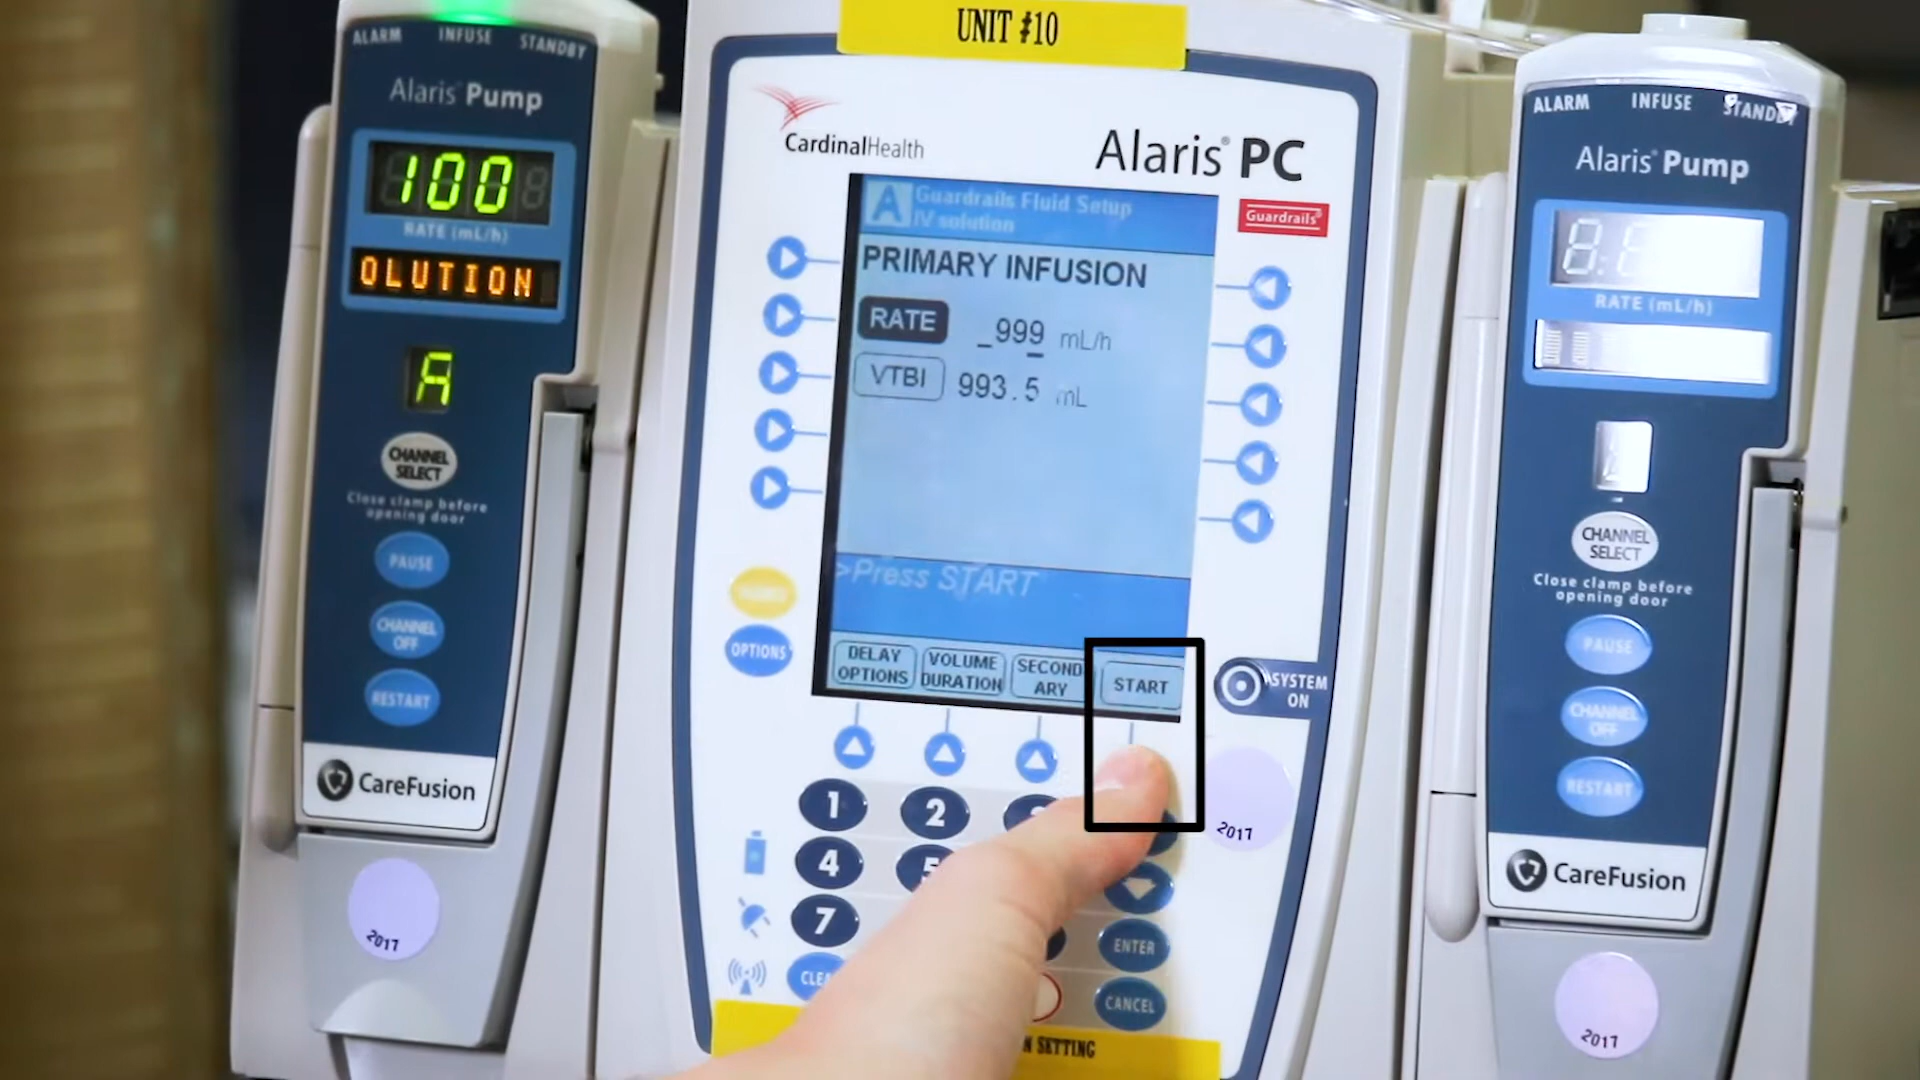 ALARM INFUSE STANDBY
Alaris® Pump
100
RATE (mL/h)
OLUTION
A
CHANNEL
SELECT
Close clamp before
opening door
PAUSE
CHANNEL
OFF
RESTART
CareFusion
2017
UNIT #10
CardinalHealth
Alaris® PC
Guardrails®
A Guardrails Fluid Setup
IV solution
PRIMARY INFUSION
RATE _999 mL/h
VTBI 993.5 mL
>Press START
DELAY
OPTIONS
VOLUME
DURATION
SECOND
ARY
START
OPTIONS
SYSTEM
ON
1 2
4 5
7
ENTER
CANCEL
2017
SETTING
ALARM INFUSE STANDBY
Alaris® Pump
RATE (mL/h)
CHANNEL
SELECT
Close clamp before
opening door
PAUSE
CHANNEL
OFF
RESTART
CareFusion
2017